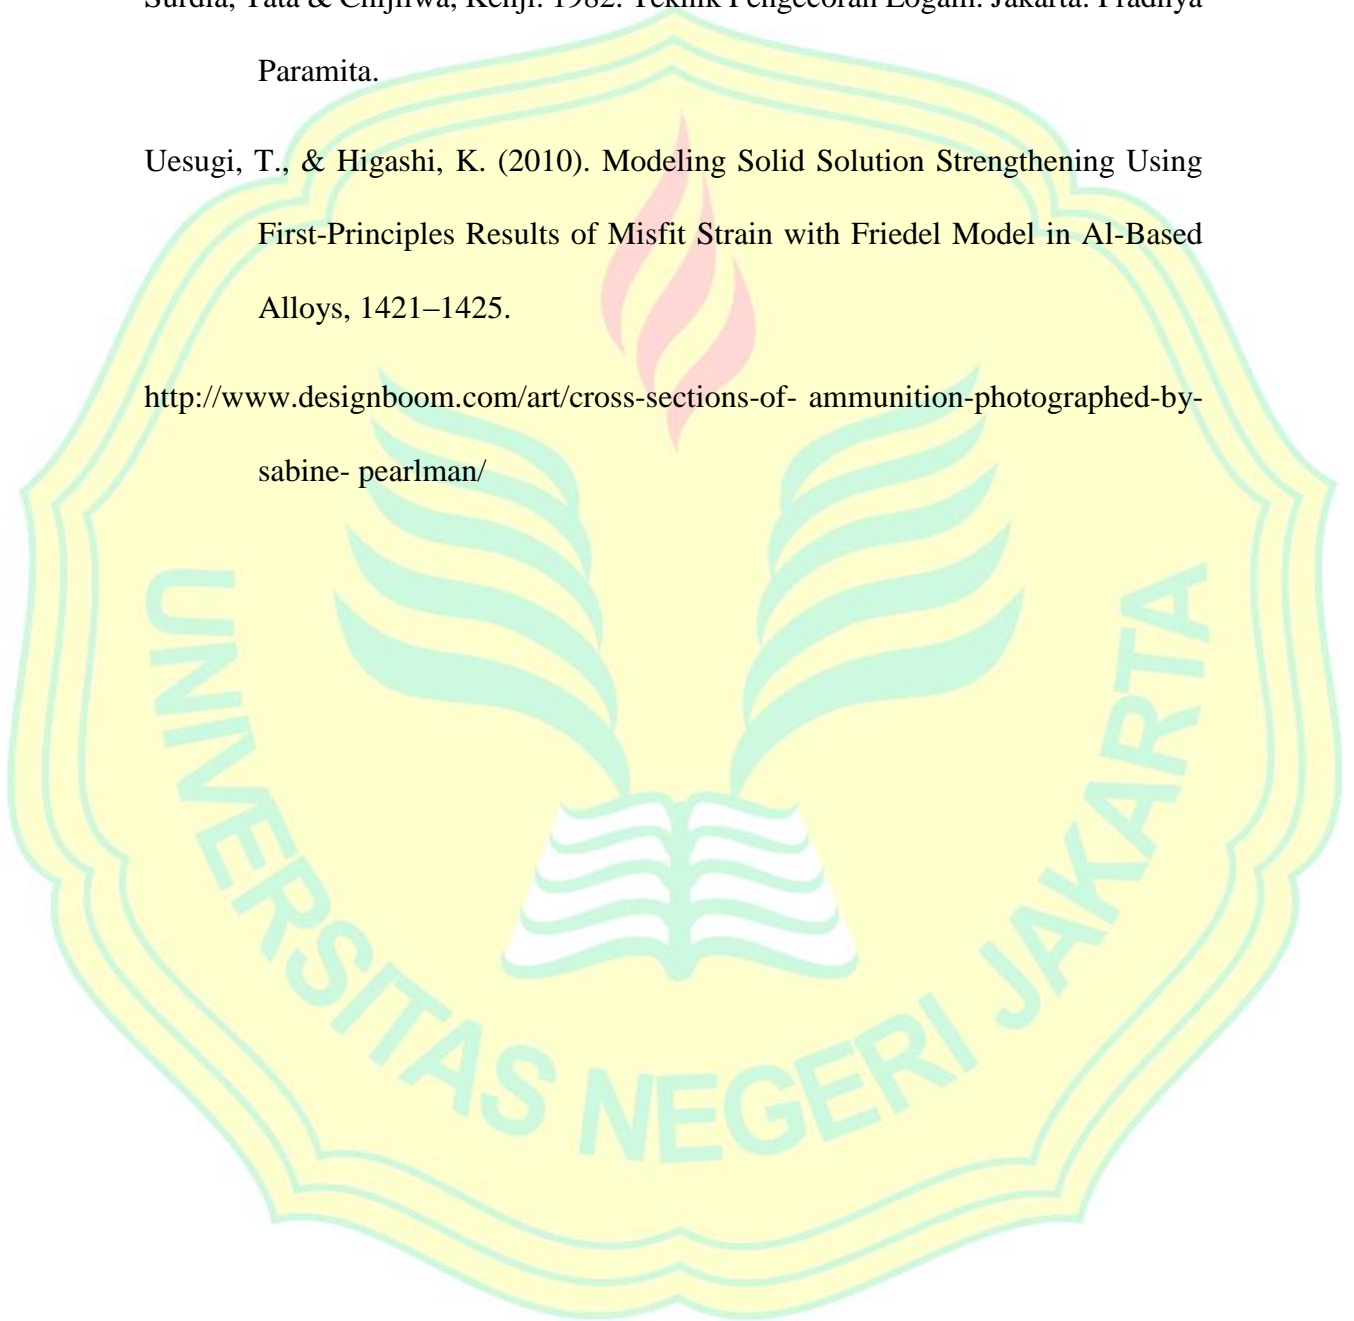 Surdia, Tata & Chijiiwa, Kenji. 1982. Teknik Pengecoran Logam. Jakarta: Pradnya
Paramita.
Uesugi, T., & Higashi, K. (2010). Modeling Solid Solution Strengthening Using
First-Principles Results of Misfit Strain with Friedel Model in Al-Based
Alloys, 1421–1425.
http://www.designboom.com/art/cross-sections-of- ammunition-photographed-by-
sabine- pearlman/
UNIVERSITAS NEGERI JAKARTA